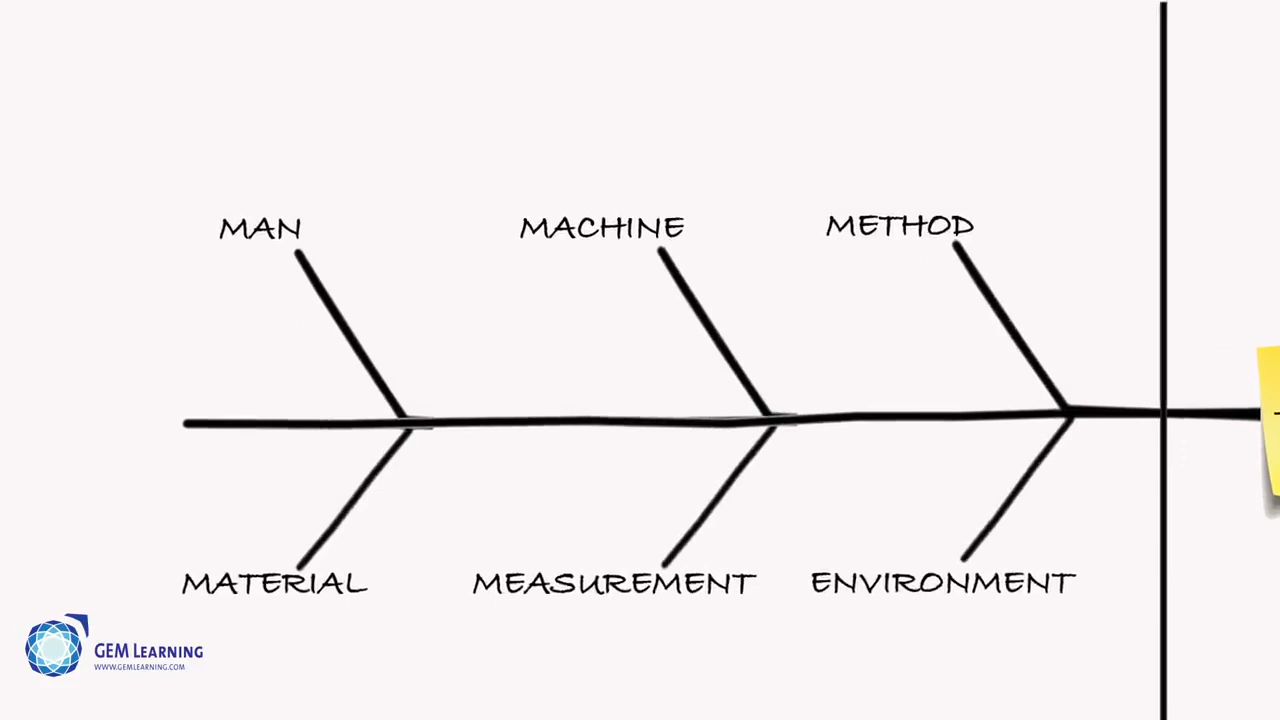 MAN
MACHINE
METHOD
MATERIAL
MEASUREMENT
ENVIRONMENT
GEM LEARNING
WWW.GEMLEARNING.COM